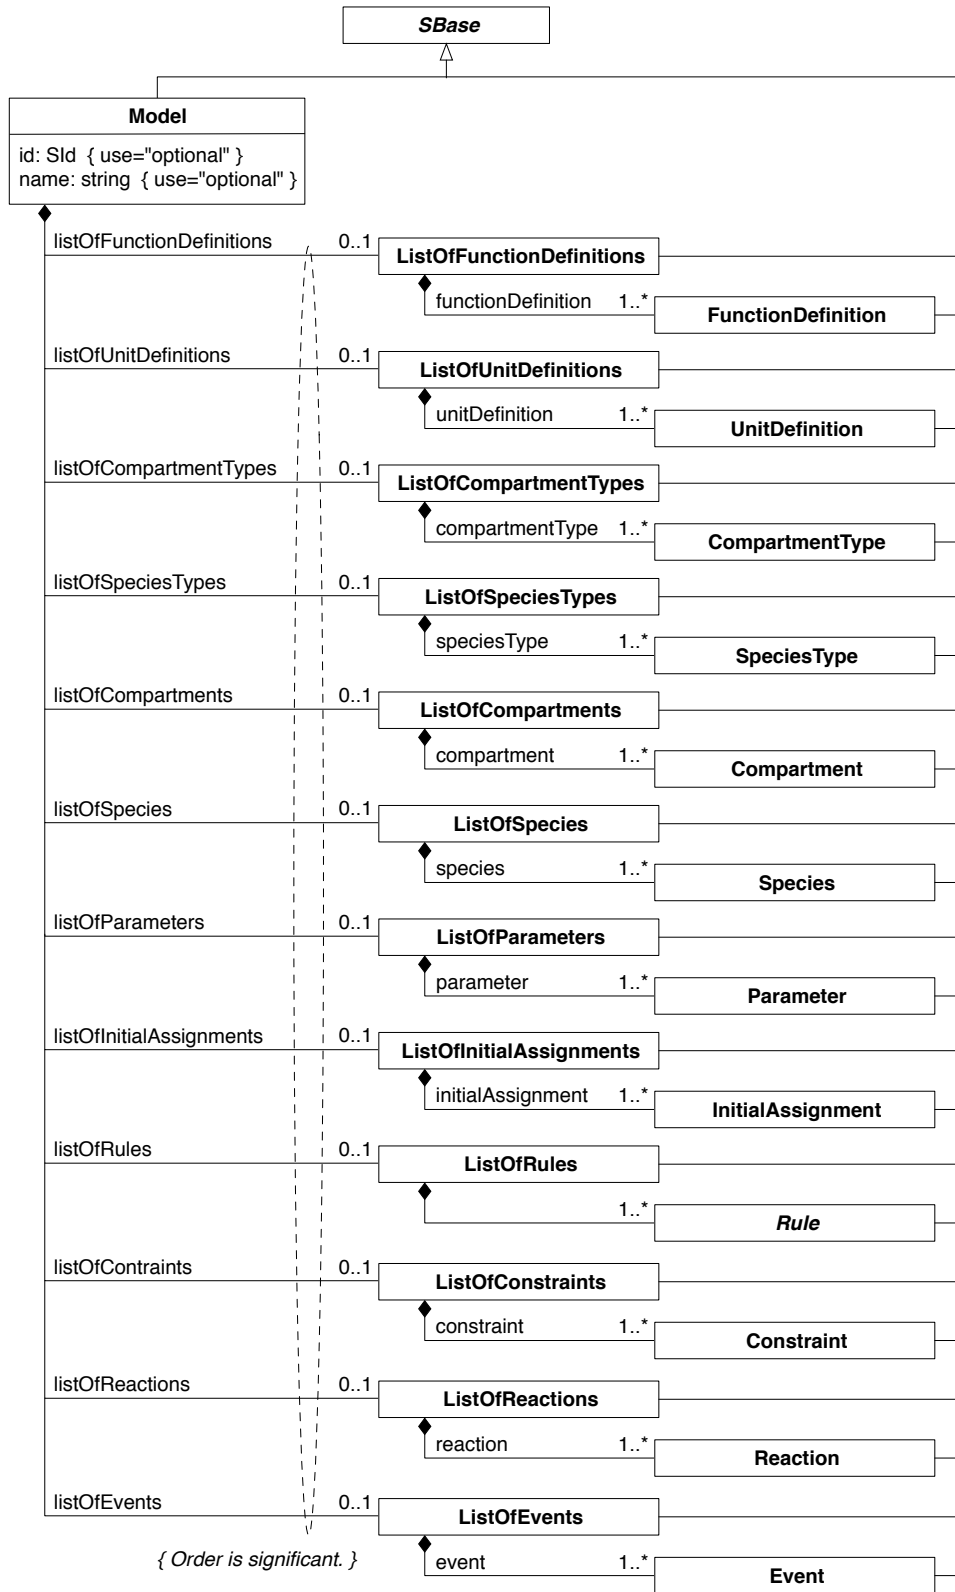 SBase
Model
id: SId { use="optional" }
name: string { use="optional" }
listOfFunctionDefinitions 0..1 ListOfFunctionDefinitions
functionDefinition 1..* FunctionDefinition
listOfUnitDefinitions 0..1 ListOfUnitDefinitions
unitDefinition 1..* UnitDefinition
listOfCompartmentTypes 0..1 ListOfCompartmentTypes
compartmentType 1..* CompartmentType
listOfSpeciesTypes 0..1 ListOfSpeciesTypes
speciesType 1..* SpeciesType
listOfCompartments 0..1 ListOfCompartments
compartment 1..* Compartment
listOfSpecies 0..1 ListOfSpecies
species 1..* Species
listOfParameters 0..1 ListOfParameters
parameter 1..* Parameter
listOfInitialAssignments 0..1 ListOfInitialAssignments
initialAssignment 1..* InitialAssignment
listOfRules 0..1 ListOfRules
1..* Rule
listOfContraints 0..1 ListOfConstraints
constraint 1..* Constraint
listOfReactions 0..1 ListOfReactions
reaction 1..* Reaction
listOfEvents 0..1 ListOfEvents
{ Order is significant. } event 1..* Event